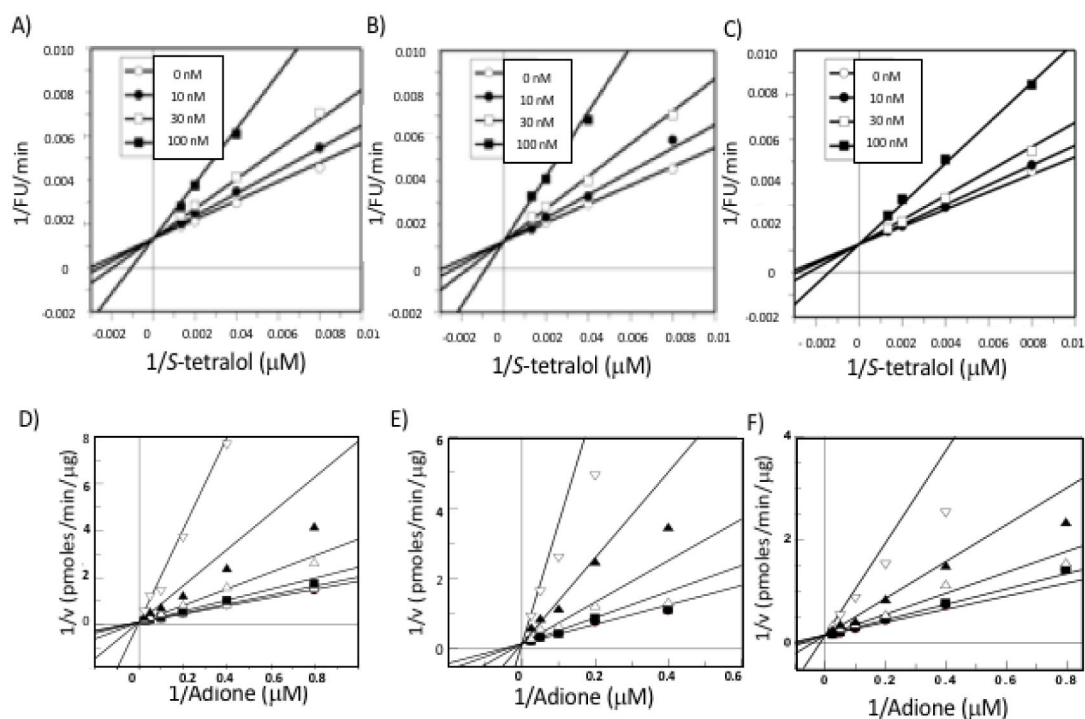 A)
1/FU/min
0.010
0.008
0.006
0.004
0.002
0
-0.002
0 nM
10 nM
30 nM
100 nM
-0.002 0 0.002 0.004 0.006 0.008 0.01
1/S-tetralol (μM)
B)
1/FU/min
0.010
0.008
0.006
0.004
0.002
0
-0.002
0 nM
10 nM
30 nM
100 nM
-0.002 0 0.002 0.004 0.006 0.008 0.01
1/S-tetralol (μM)
C)
1/FU/min
0.010
0.008
0.006
0.004
0.002
0
-0.002
0 nM
10 nM
30 nM
100 nM
-0.002 0 0.002 0.004 0.006 0.008 0.01
1/S-tetralol (μM)
D)
1/v (pmoles/min/μg)
8
6
4
2
0
0 0.2 0.4 0.6 0.8
1/Adione (μM)
E)
1/v (pmoles/min/μg)
6
4
2
0
0 0.1 0.2 0.3 0.4 0.5 0.6
1/Adione (μM)
F)
1/v (pmoles/min/μg)
4
3
2
1
0
0 0.2 0.4 0.6 0.8
1/Adione (μM)